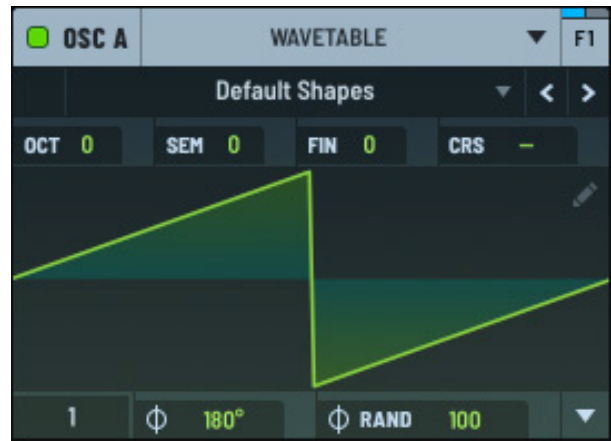 OSC A WAVETABLE F1
Default Shapes < >
OCT 0 SEM 0 FIN 0 CRS –
1 Φ 180° Φ RAND 100